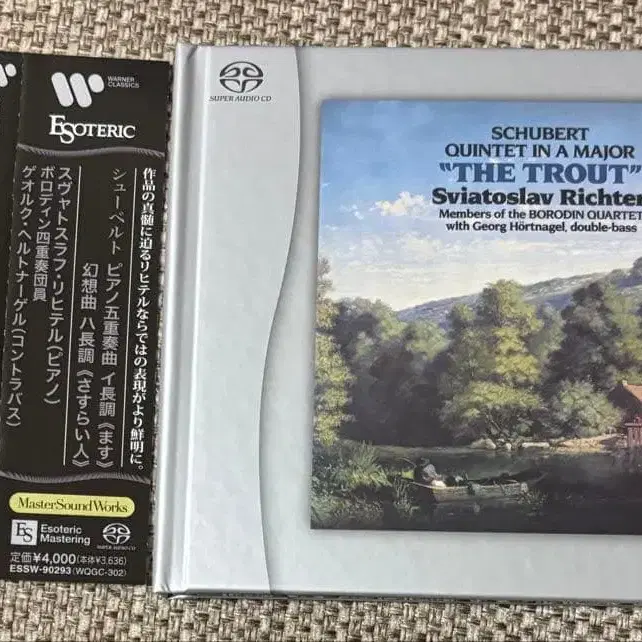 WARNER
CLASSICS
ESOTERIC
作品の真髄に迫るリヒテルならではの表現がより鮮明に。
シューベルト ピアノ五重奏曲 イ長調《ます》
幻想曲 ハ長調《さすらい人》
スヴャトスラフ・リヒテル(ピアノ)
ボロディン四重奏団員
ゲオルク・ヘルトナーゲル(コントラバス)
MasterSoundWorks
ES
Esoteric
Mastering
SUPER AUDIO CD
定価¥4,000(本体¥3,636)
ESSW-90293 (WQGC-302)
SUPER AUDIO CD
SCHUBERT
QUINTET IN A MAJOR
"THE TROUT"
Sviatoslav Richter
Members of the BORODIN QUARTET
with Georg Hörtnagel, double-bass